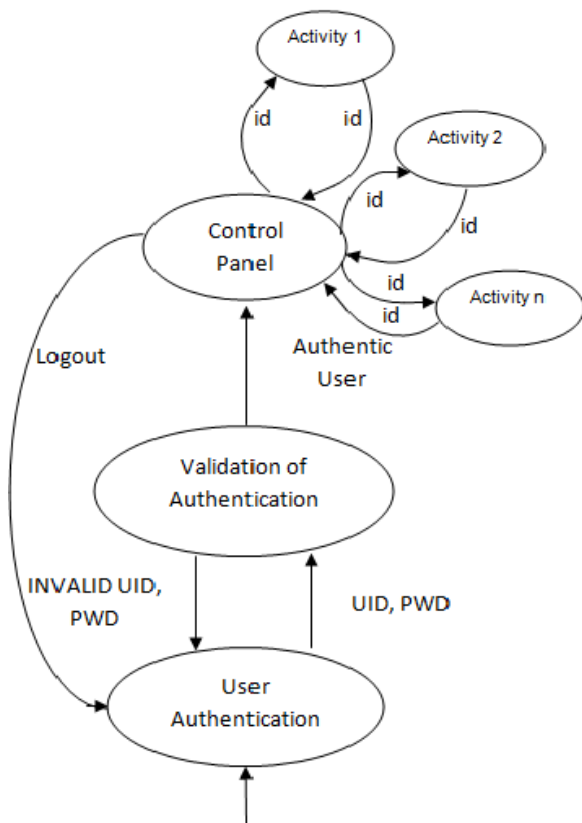 Activity 1
id
id
Activity 2
id
id
Control
Panel
id
Activity n
id
Authentic
User
Logout
Validation of
Authentication
INVALID UID,
PWD
UID, PWD
User
Authentication